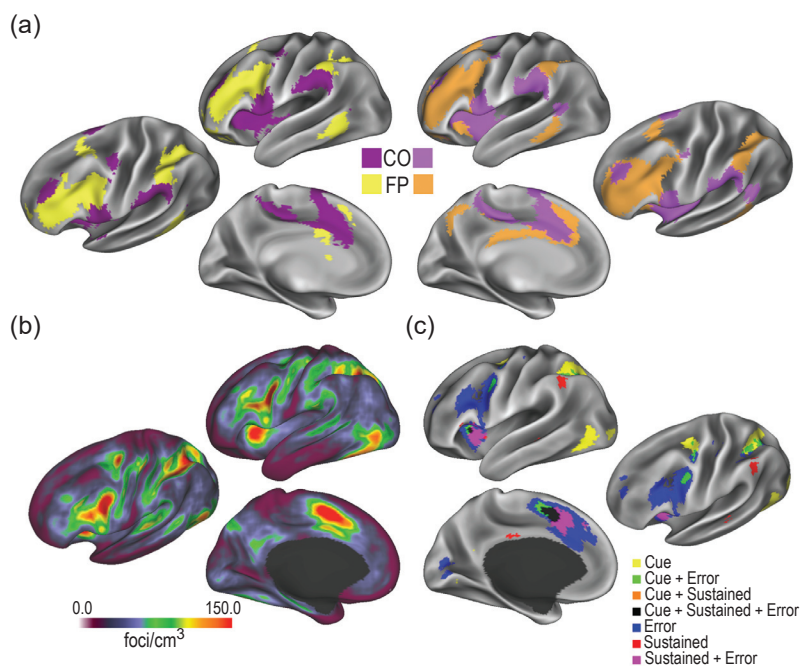 (a)
CO
FP
(b)
(c)
0.0 150.0
foci/cm³
Cue
Cue + Error
Cue + Sustained
Cue + Sustained + Error
Error
Sustained
Sustained + Error